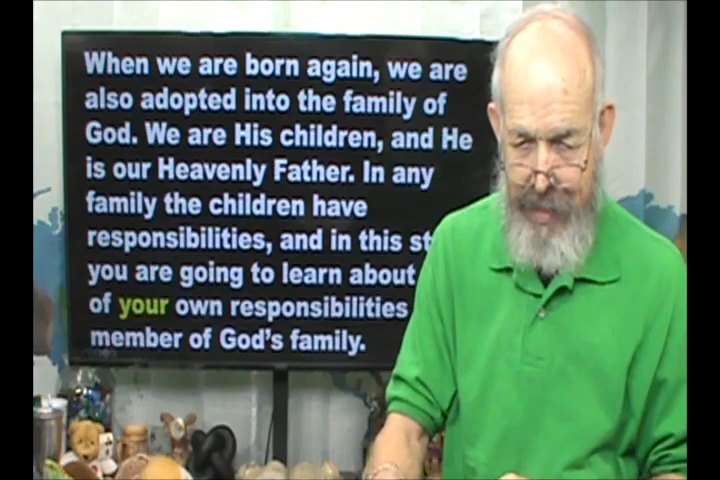 When we are born again, we are
also adopted into the family of
God. We are His children, and He
is our Heavenly Father. In any
family the children have
responsibilities, and in this
you are going to learn about
of your own responsibilities
member of God's family.